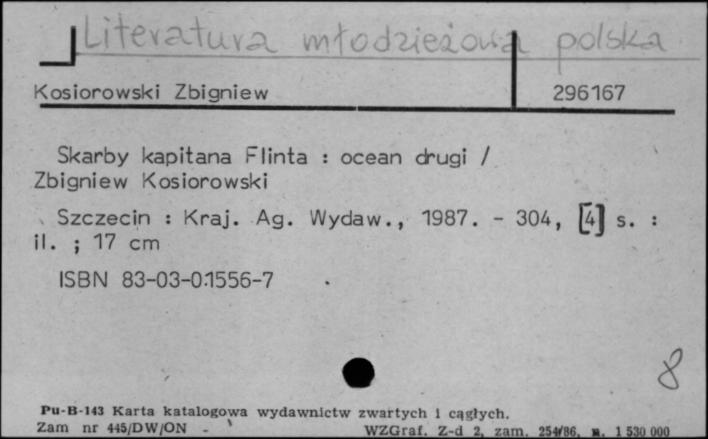 Literatura młodzieżowa polska
Kosiorowski Zbigniew 296167
Skarby kapitana Flinta : ocean drugi /
Zbigniew Kosiorowski
Szczecin : Kraj. Ag. Wydaw., 1987. - 304, [4] s. :
il. ; 17 cm
ISBN 83-03-01556-7
8
Pu-B-143 Karta katalogowa wydawnictw zwartych i cągłych.
Zam nr 445/DW/ON - WZGraf. Z-d 2, zam. 254/86, n. 1 530 000